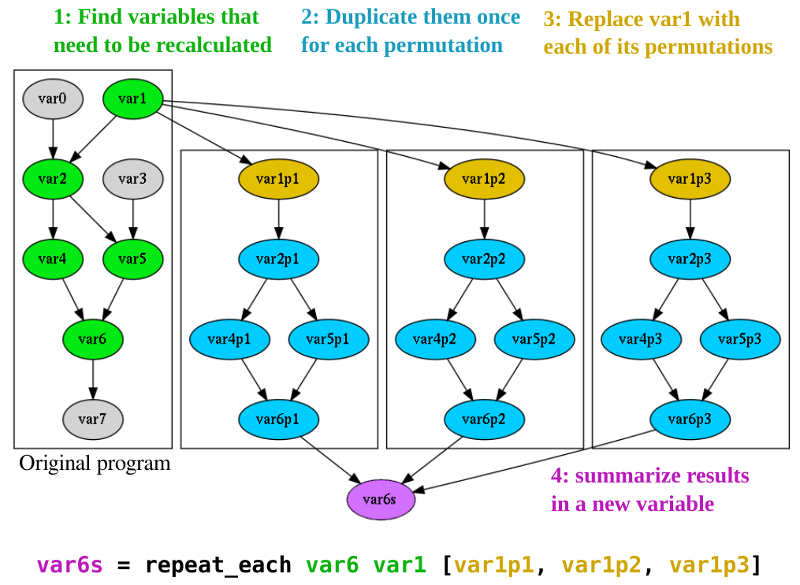 1: Find variables that
need to be recalculated
2: Duplicate them once
for each permutation
3: Replace var1 with
each of its permutations
var0
var1
var2
var3
var1p1
var1p2
var1p3
var4
var5
var2p1
var2p2
var2p3
var6
var4p1
var5p1
var4p2
var5p2
var4p3
var5p3
var7
var6p1
var6p2
var6p3
Original program
var6s
4: summarize results
in a new variable
var6s = repeat_each var6 var1 [var1p1, var1p2, var1p3]